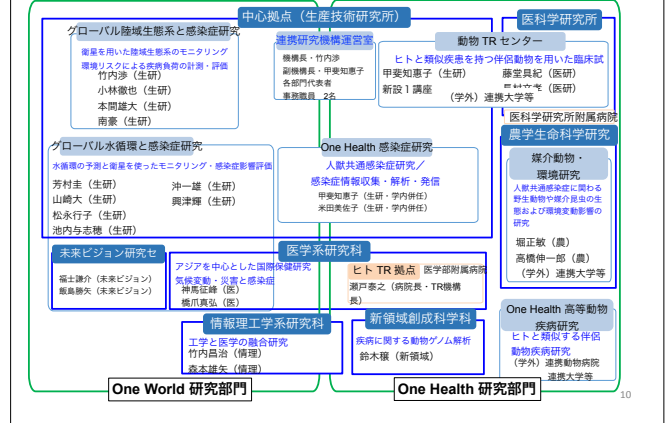 中心拠点（生産技術研究所）
グローバル陸域生態系と感染症研究
衛星を用いた陸域生態系のモニタリング
環境リスクによる疾病負荷の計測・評価
竹内渉（生研）
小林徹也（生研）
本間雄大（生研）
南豪（生研）
連携研究機構運営室
機構長・竹内渉
副機構長・甲斐知惠子
各部門代表者
事務職員　2名
動物 TR センター
ヒトと類似疾患を持つ伴侶動物を用いた臨床試
甲斐知惠子（生研）
藤堂具紀（医研）
新設１講座
（学外）連携大学等
医科学研究所
医科学研究所附属病院
グローバル水循環と感染症研究
水循環の予測と衛星を使ったモニタリング・感染症影響評価
芳村圭（生研）
沖一雄（生研）
山崎大（生研）
興津輝（生研）
松永行子（生研）
池内与志穂（生研）
One Health 感染症研究
人獣共通感染症研究／
感染症情報収集・解析・発信
甲斐知惠子（生研・学内併任）
米田美佐子（生研・学内併任）
農学生命科学研究
媒介動物・
環境研究
人獣共通感染症に関わる
野生動物や媒介昆虫の生
態および環境変動影響の
研究
堀正敏（農）
高橋伸一郎（農）
（学外）連携大学等
未来ビジョン研究セ
福士謙介（未来ビジョン）
飯島勝矢（未来ビジョン）
医学系研究科
アジアを中心とした国際保健研究
気候変動・災害と感染症
神馬征峰（医）
橋爪真弘（医）
ヒト TR 拠点
医学部附属病院
瀬戸泰之（病院長・TR機構
長）
情報理工学系研究科
工学と医学の融合研究
竹内昌治（情理）
森本雄矢（情理）
新領域創成科学科
疾病に関する動物ゲノム解析
鈴木穣（新領域）
One Health 高等動物
疾病研究
ヒトと類似する伴侶
動物疾病研究
（学外）連携動物病院
連携大学等
One World 研究部門
One Health 研究部門
10